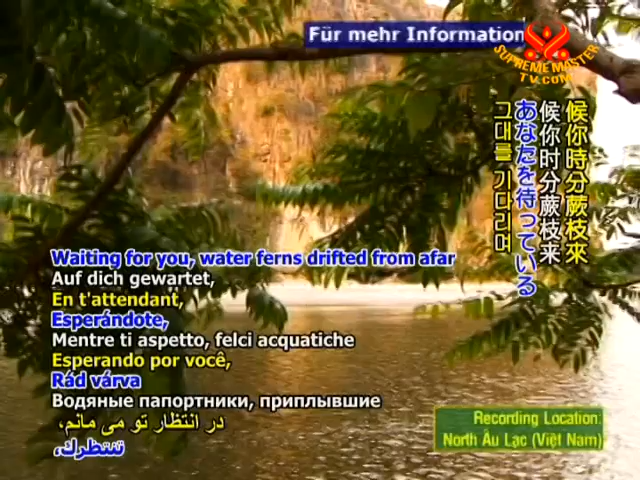 Für mehr Information
SUPREME MASTER
TV.COM
候你時分蕨枝來
候你时分蕨枝来
あなたを待っている
그대를 기다리며
Waiting for you, water ferns drifted from afar
Auf dich gewartet,
En t'attendant,
Esperándote,
Mentre ti aspetto, felci acquatiche
Esperando por você,
Rád várva
Водяные папортники, приплывшие
در انتظار تو می مانم،
تنتظرك،
Recording Location:
North Âu Lạc (Việt Nam)